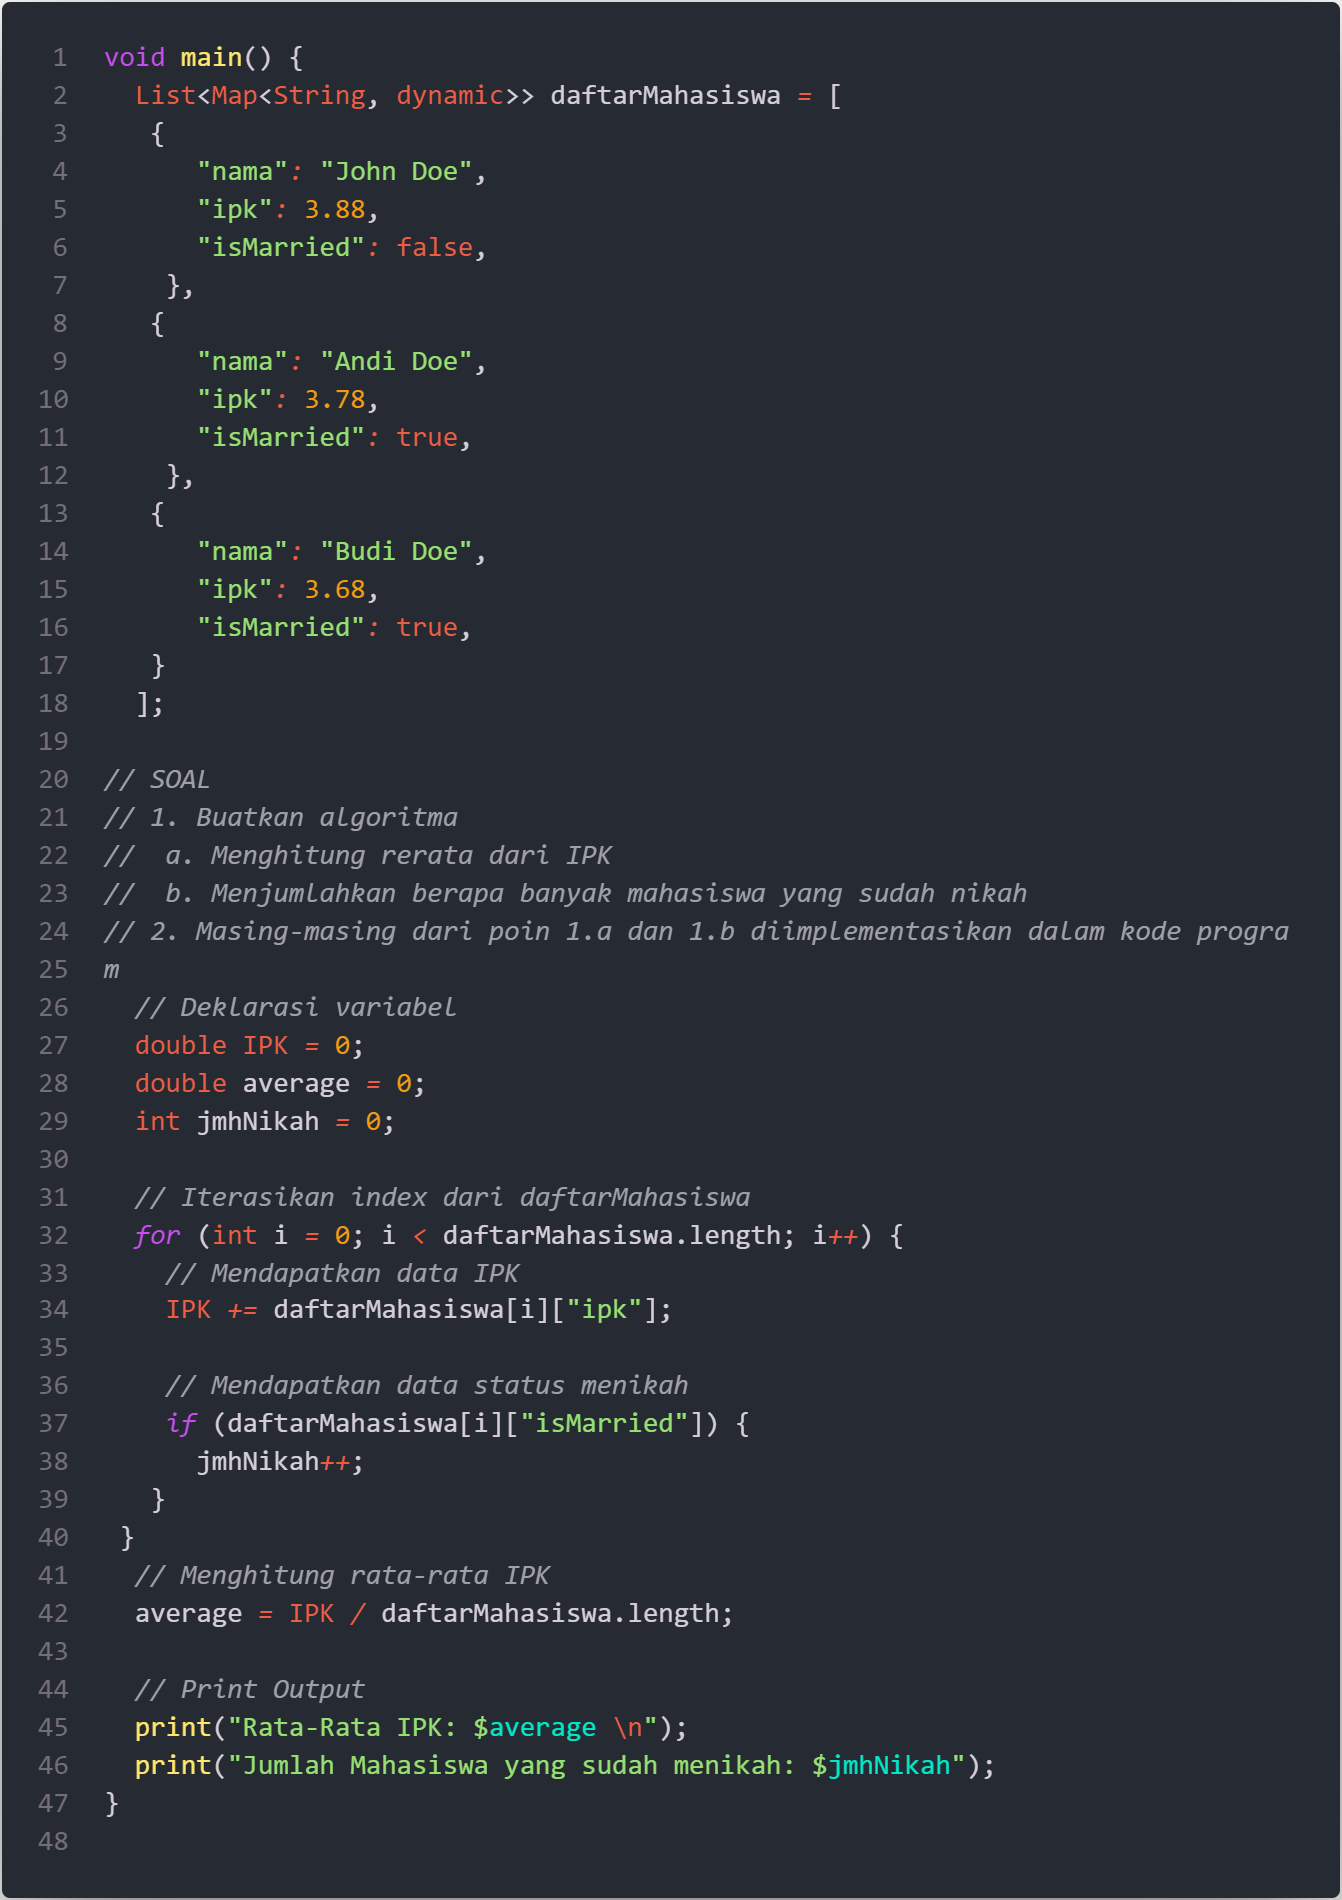 1 void main() {
2   List<Map<String, dynamic>> daftarMahasiswa = [
3    {
4       "nama": "John Doe",
5       "ipk": 3.88,
6       "isMarried": false,
7     },
8    {
9       "nama": "Andi Doe",
10       "ipk": 3.78,
11       "isMarried": true,
12     },
13    {
14       "nama": "Budi Doe",
15       "ipk": 3.68,
16       "isMarried": true,
17    }
18   ];
19
20 // SOAL
21 // 1. Buatkan algoritma
22 //  a. Menghitung rerata dari IPK
23 //  b. Menjumlahkan berapa banyak mahasiswa yang sudah nikah
24 // 2. Masing-masing dari poin 1.a dan 1.b diimplementasikan dalam kode progra
25 m
26   // Deklarasi variabel
27   double IPK = 0;
28   double average = 0;
29   int jmhNikah = 0;
30
31   // Iterasikan index dari daftarMahasiswa
32   for (int i = 0; i < daftarMahasiswa.length; i++) {
33     // Mendapatkan data IPK
34     IPK += daftarMahasiswa[i]["ipk"];
35
36     // Mendapatkan data status menikah
37     if (daftarMahasiswa[i]["isMarried"]) {
38       jmhNikah++;
39    }
40  }
41   // Menghitung rata-rata IPK
42   average = IPK / daftarMahasiswa.length;
43
44   // Print Output
45   print("Rata-Rata IPK: $average \n");
46   print("Jumlah Mahasiswa yang sudah menikah: $jmhNikah");
47 }
48